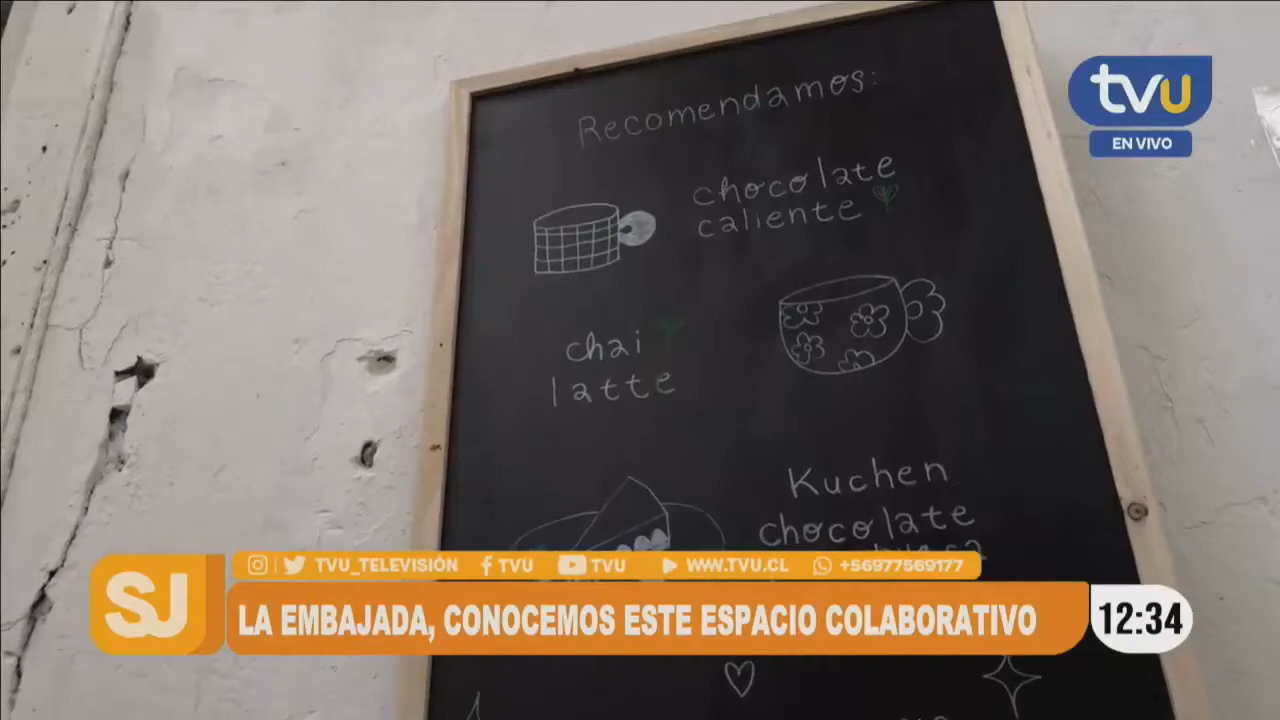 Recomendamos:
chocolate
caliente
chai
latte
Kuchen
chocolate
tvu
EN VIVO
TVU_TELEVISIÓN TVU TVU WWW.TVU.CL +56977569177
SJ
LA EMBAJADA, CONOCEMOS ESTE ESPACIO COLABORATIVO
12:34